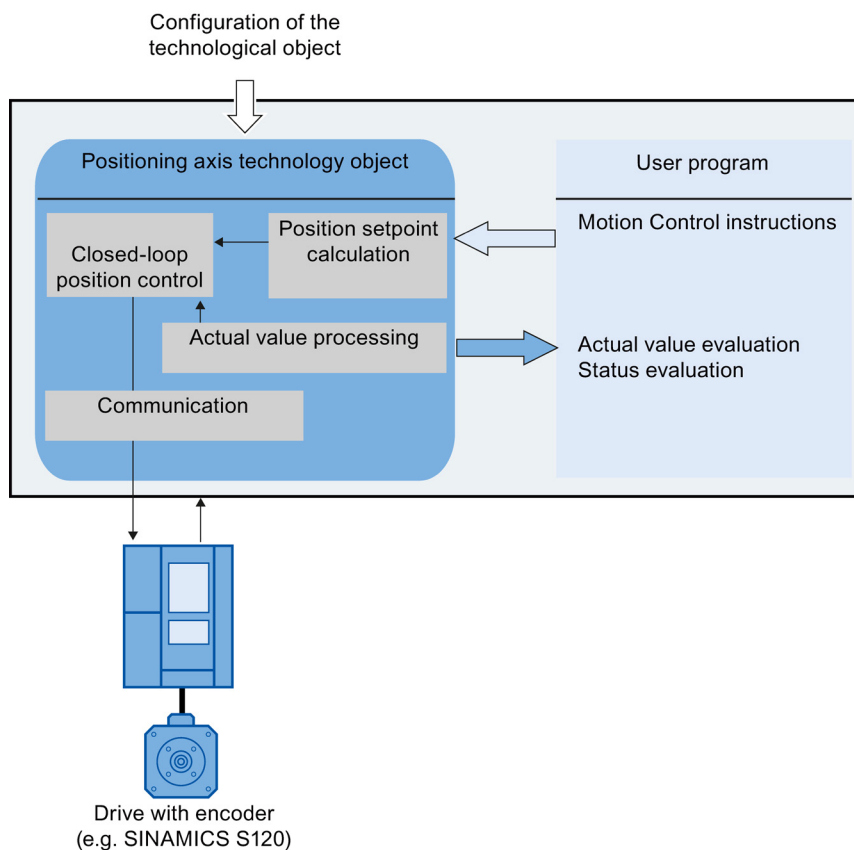 Configuration of the
technological object
Positioning axis technology object
User program
Closed-loop
position control
Position setpoint
calculation
Motion Control instructions
Actual value processing
Actual value evaluation
Status evaluation
Communication
Drive with encoder
(e.g. SINAMICS S120)